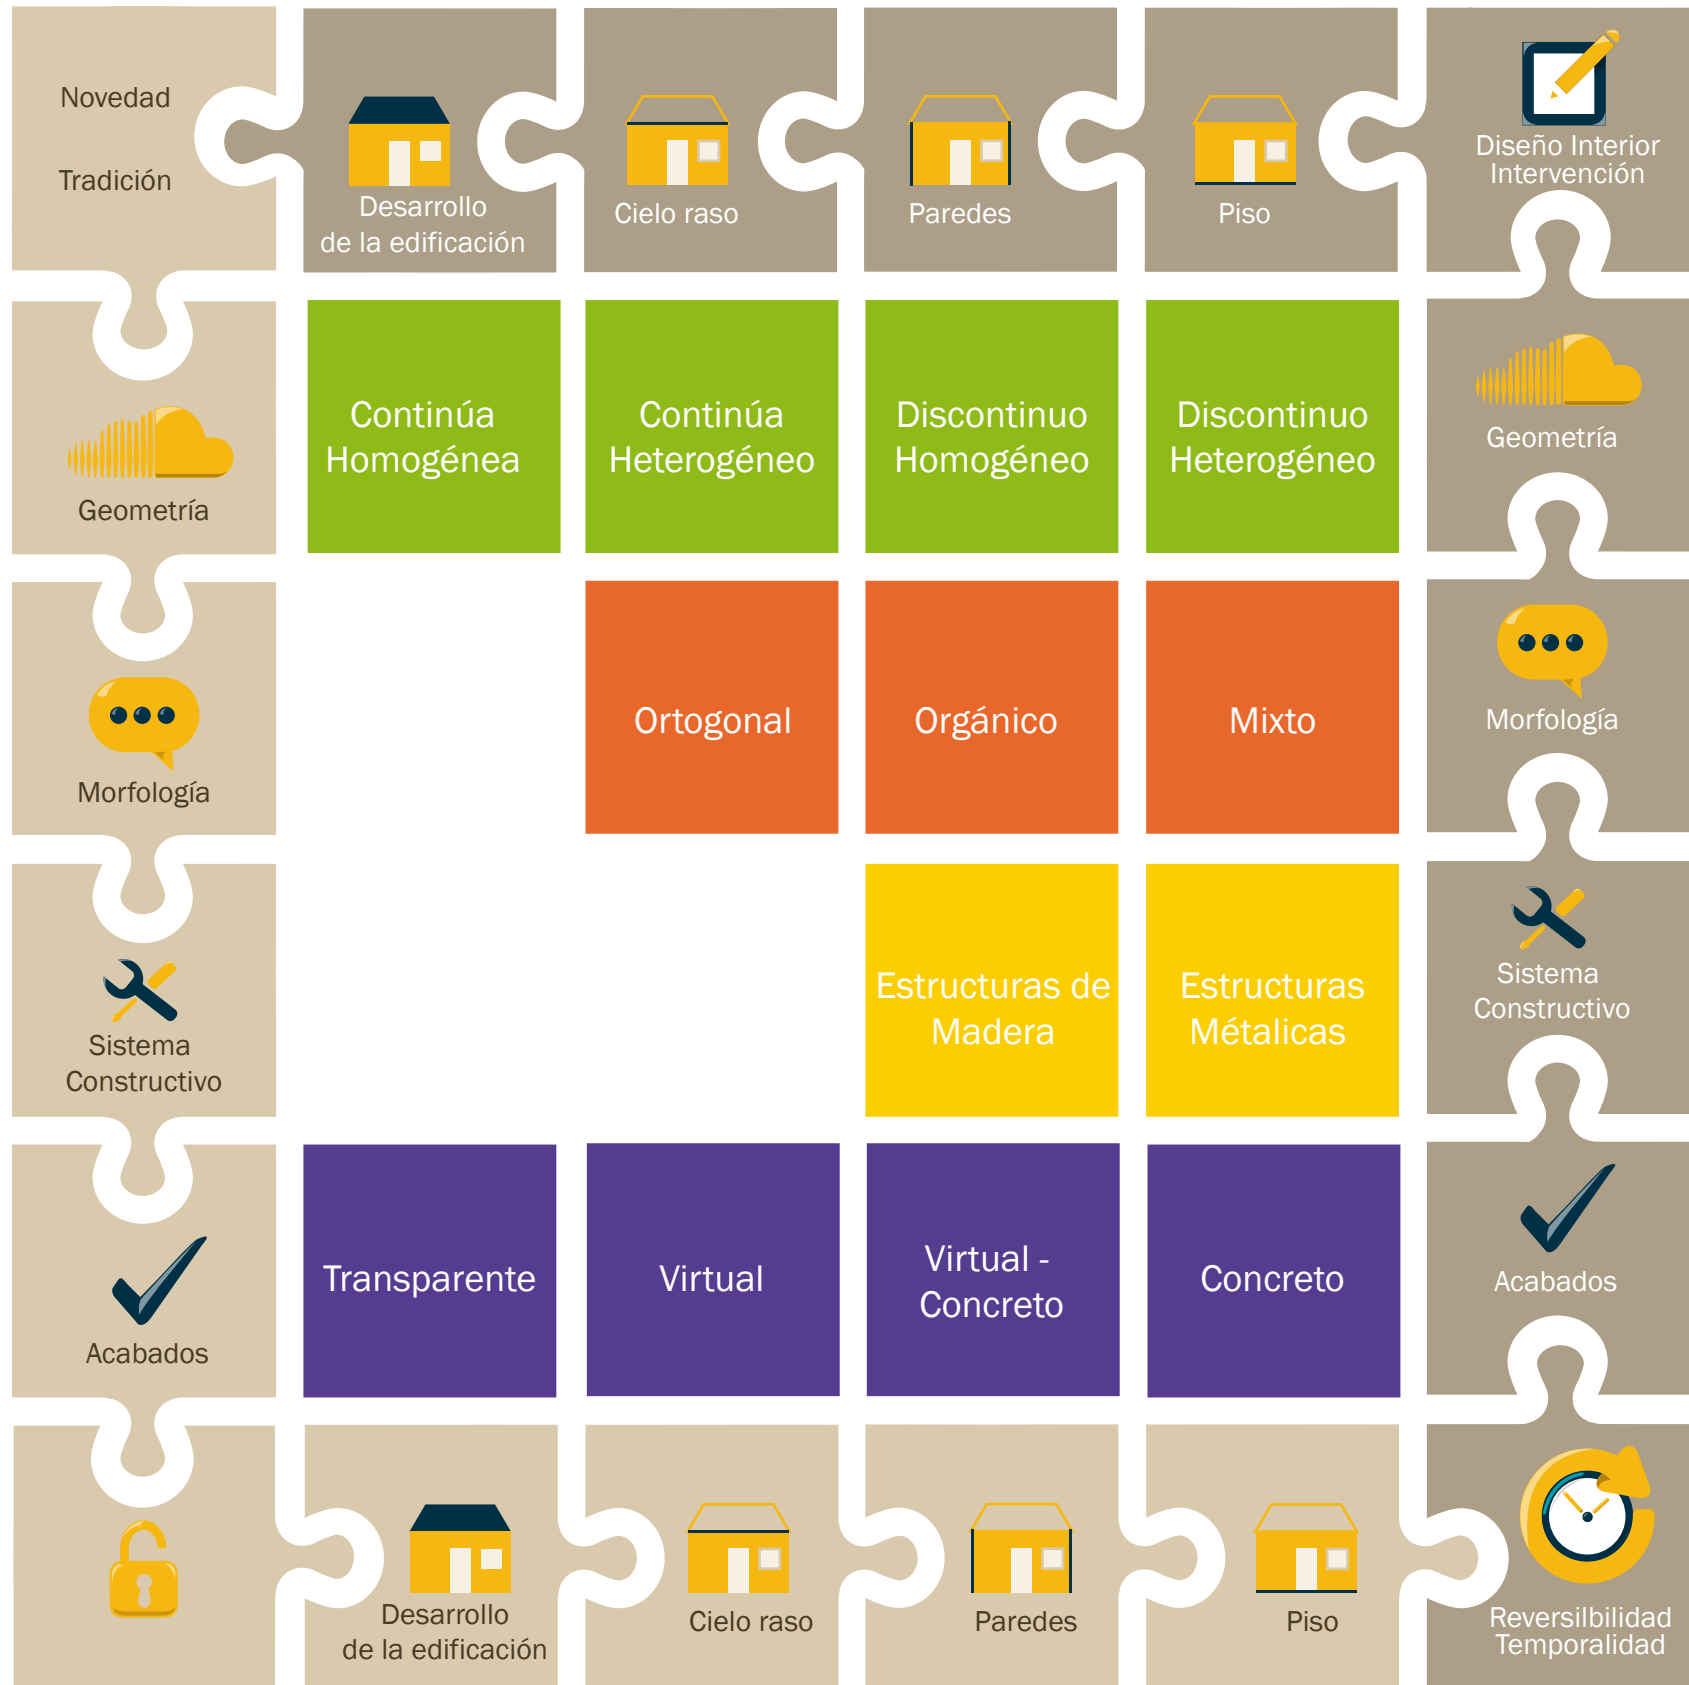 Novedad
Tradición
Desarrollo
de la edificación
Cielo raso
Paredes
Piso
Diseño Interior
Intervención
Geometría
Continúa
Homogénea
Continúa
Heterogéneo
Discontinuo
Homogéneo
Discontinuo
Heterogéneo
Geometría
Morfología
Ortogonal
Orgánico
Mixto
Morfología
Sistema
Constructivo
Estructuras de
Madera
Estructuras
Métalicas
Sistema
Constructivo
Acabados
Transparente
Virtual
Virtual -
Concreto
Concreto
Acabados
Desarrollo
de la edificación
Cielo raso
Paredes
Piso
Reversilbilidad
Temporalidad